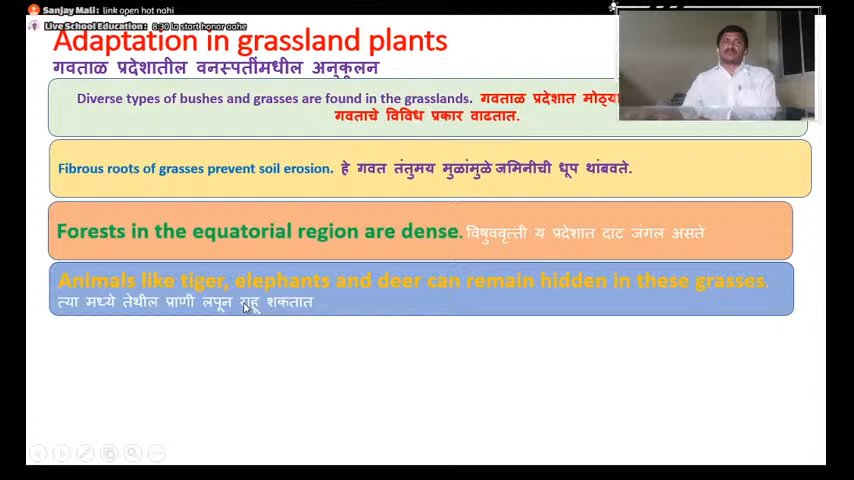 Sanjay Mali: link open hot nahi
Live School Education: 8:30 la start honar aahe
Adaptation in grassland plants
गवताळ प्रदेशातील वनस्पतींमधील अनुकूलन
Diverse types of bushes and grasses are found in the grasslands. गवताळ प्रदेशात
गवताचे विविध प्रकार वाढतात.
Fibrous roots of grasses prevent soil erosion. हे गवत तंतुमय मुळांमुळे जमिनीची धूप थांबवते.
Forests in the equatorial region are dense. विषुववृत्ती य प्रदेशात दाट जंगल असते
Animals like tiger, elephants and deer can remain hidden in these grasses.
त्या मध्ये तेथील प्राणी लपून राहू शकतात